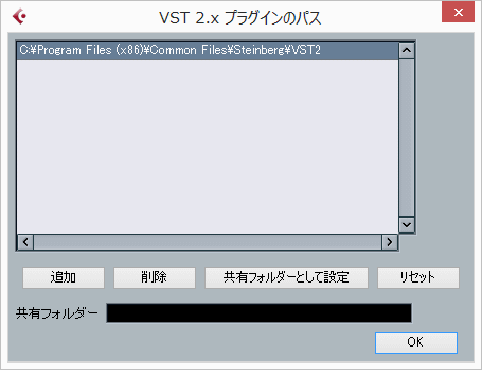 VST 2.x プラグインのパス
C:¥Program Files (x86)¥Common Files¥Steinberg¥VST2
追加 削除 共有フォルダーとして設定 リセット
共有フォルダー
OK